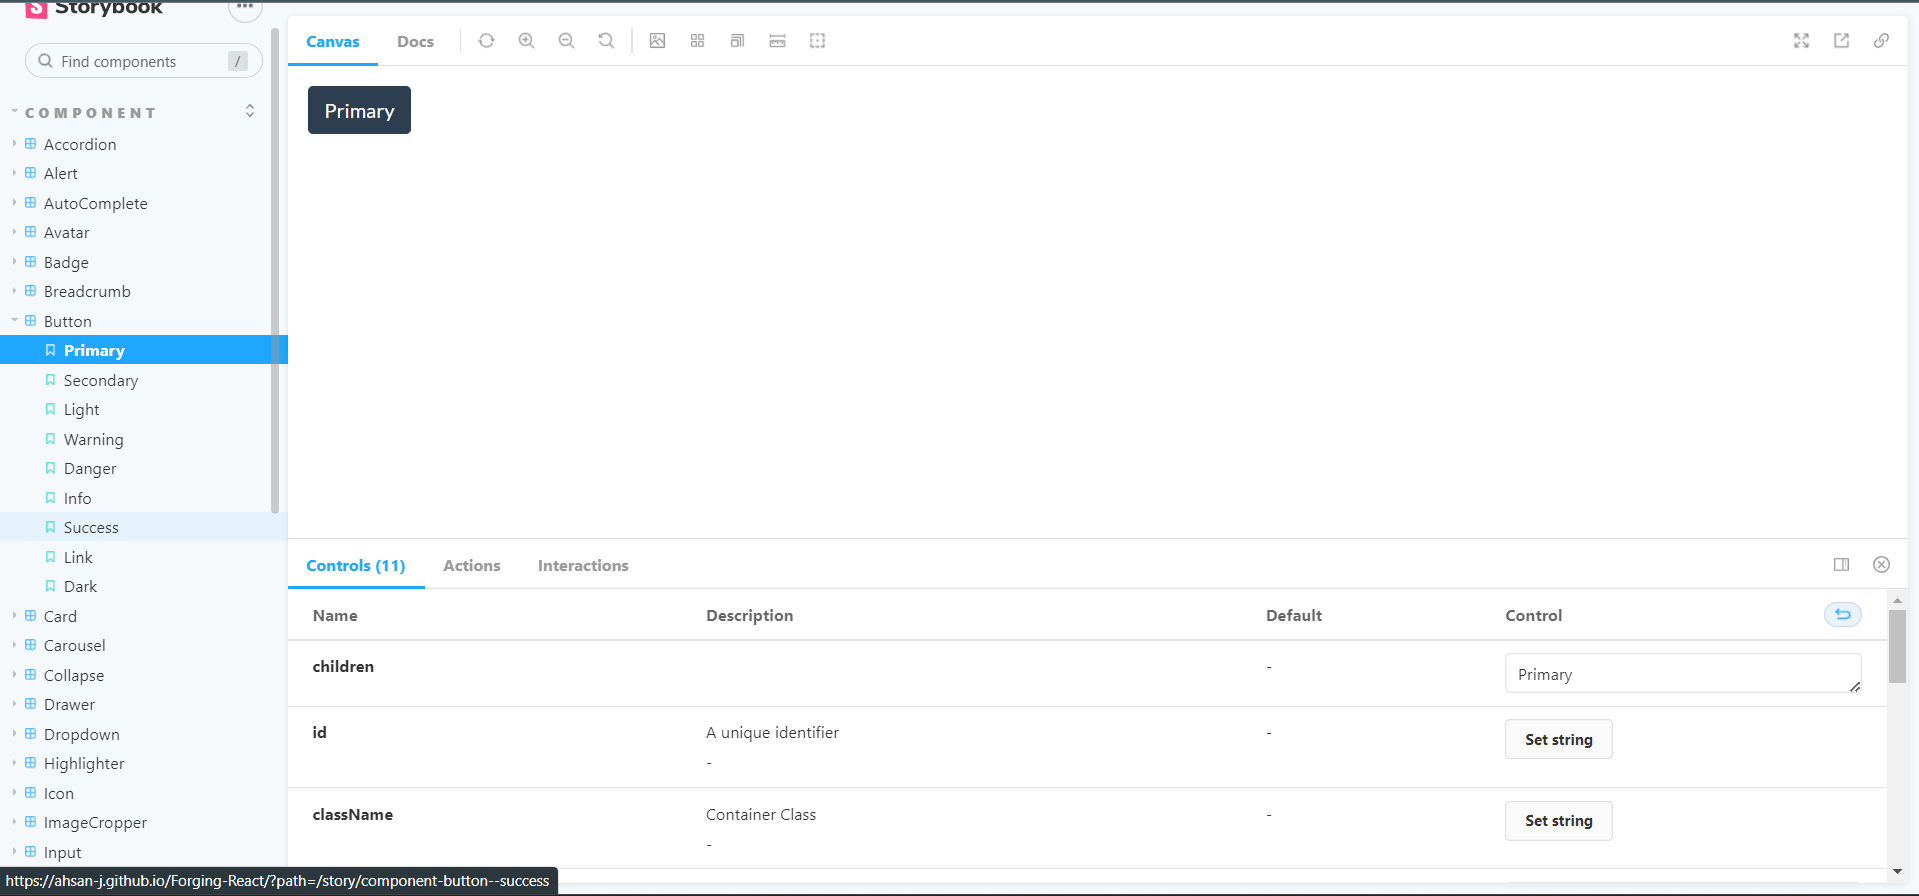 Storybook
Find components /
COMPONENT
Accordion
Alert
AutoComplete
Avatar
Badge
Breadcrumb
Button
Primary
Secondary
Light
Warning
Danger
Info
Success
Link
Dark
Card
Carousel
Collapse
Drawer
Dropdown
Highlighter
Icon
ImageCropper
Input
https://ahsan-j.github.io/Forging-React/?path=/story/component-button--success
Canvas Docs
Primary
Controls (11) Actions Interactions
Name Description Default Control
children - Primary
id A unique identifier - Set string
-
className Container Class - Set string
-